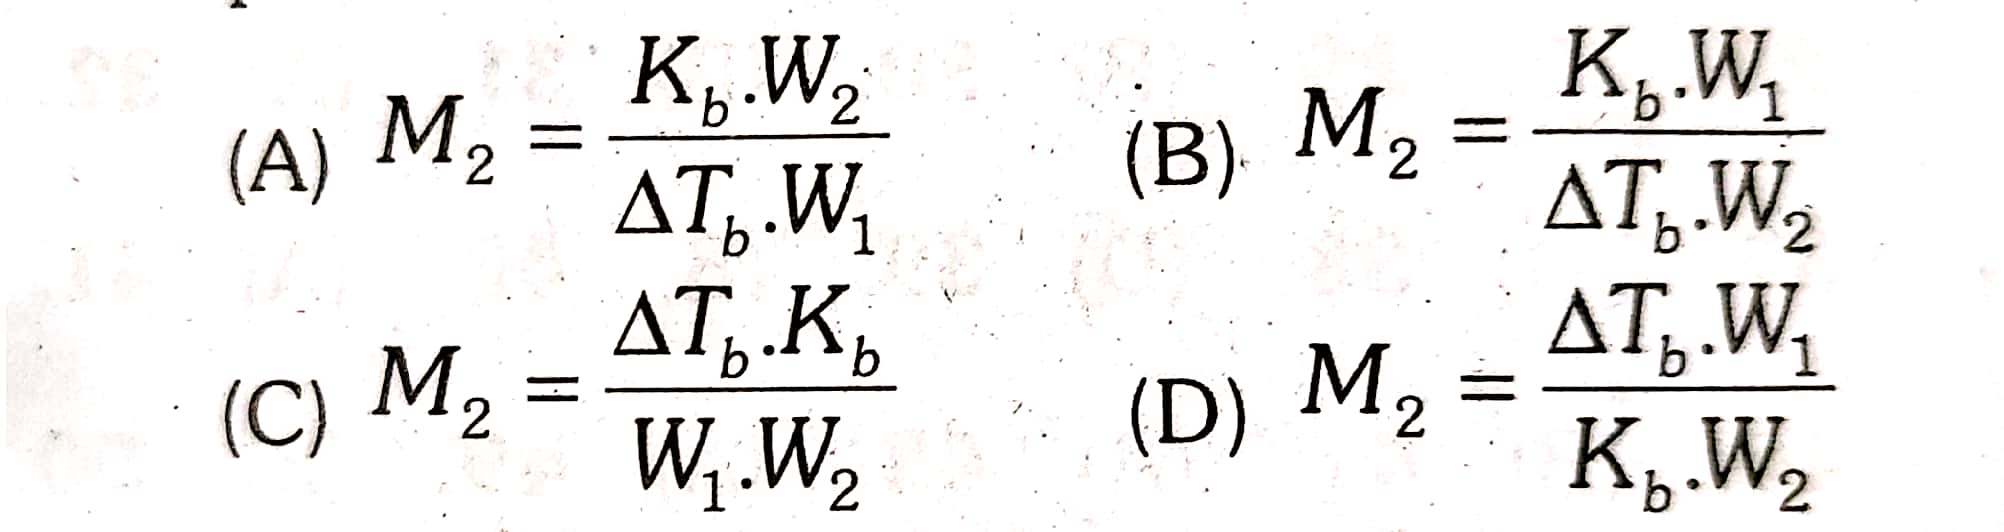 (A) M₂ = K_b.W₂ / ΔT_b.W₁ (B) M₂ = K_b.W₁ / ΔT_b.W₂
(C) M₂ = ΔT_b.K_b / W₁.W₂ (D) M₂ = ΔT_b.W₁ / K_b.W₂